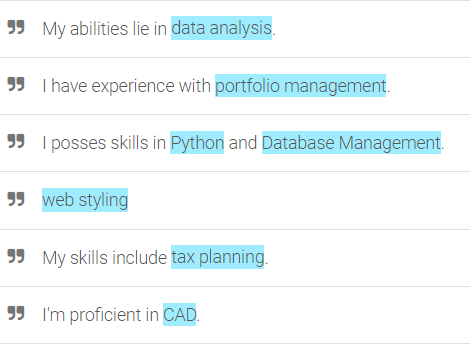 My abilities lie in data analysis.
I have experience with portfolio management.
I posses skills in Python and Database Management.
web styling
My skills include tax planning.
I'm proficient in CAD.